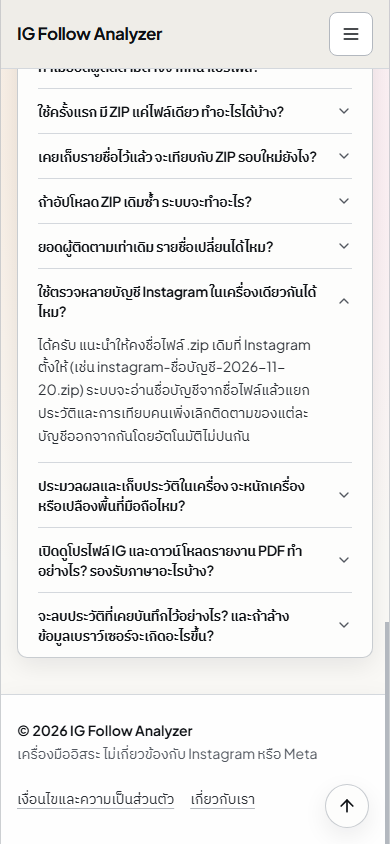 IG Follow Analyzer
ใช้ครั้งแรก มี ZIP แค่ไฟล์เดียว ทำอะไรได้บ้าง?
เคยเก็บรายชื่อไว้แล้ว จะเทียบกับ ZIP รอบใหม่ยังไง?
ถ้าอัปโหลด ZIP เดิมซ้ำ ระบบจะทำอะไร?
ยอดผู้ติดตามเท่าเดิม รายชื่อเปลี่ยนได้ไหม?
ใช้ตรวจหลายบัญชี Instagram ในเครื่องเดียวกันได้
ไหม?
ได้ครับ แนะนำให้คงชื่อไฟล์ .zip เดิมที่ Instagram
ตั้งให้ (เช่น instagram-ชื่อบัญชี-2026-11-
20.zip) ระบบจะอ่านชื่อบัญชีจากชื่อไฟล์แล้วแยก
ประวัติและการเทียบคนเพิ่งเลิกติดตามของแต่ละ
บัญชีออกจากกันโดยอัตโนมัติไม่ปนกัน
ประมวลผลและเก็บประวัติในเครื่อง จะหนักเครื่อง
หรือเปลืองพื้นที่มือถือไหม?
เปิดดูโปรไฟล์ IG และดาวน์โหลดรายงาน PDF ทำ
อย่างไร? รองรับภาษาอะไรบ้าง?
จะลบประวัติที่เคยบันทึกไว้อย่างไร? และถ้าล้าง
ข้อมูลเบราว์เซอร์จะเกิดอะไรขึ้น?
© 2026 IG Follow Analyzer
เครื่องมืออิสระ ไม่เกี่ยวข้องกับ Instagram หรือ Meta
เงื่อนไขและความเป็นส่วนตัว เกี่ยวกับเรา